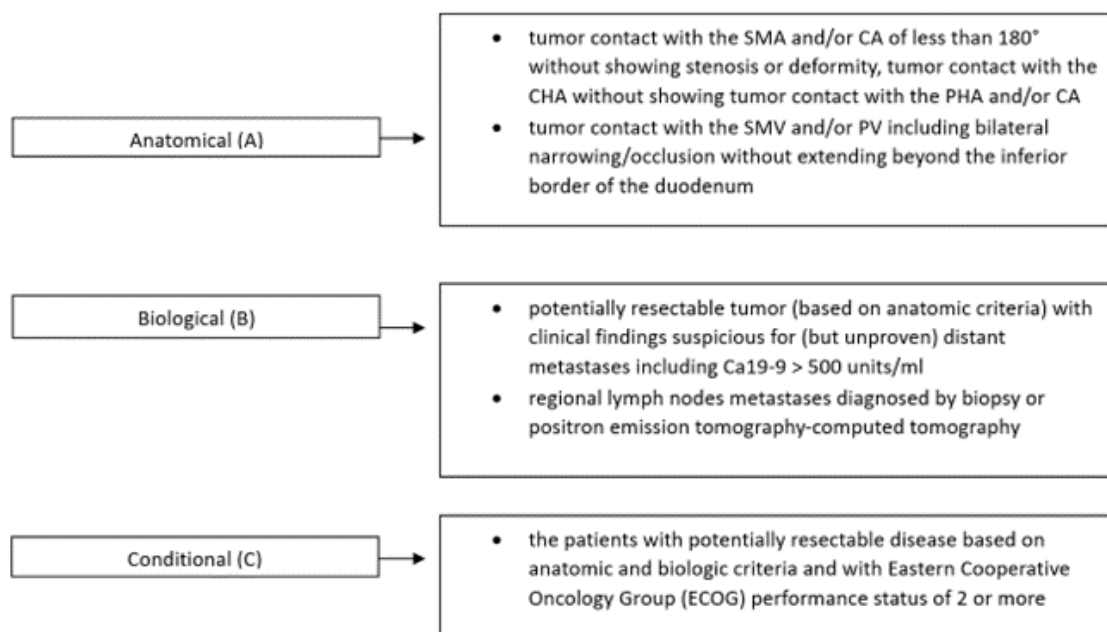 • tumor contact with the SMA and/or CA of less than 180°
without showing stenosis or deformity, tumor contact with the
CHA without showing tumor contact with the PHA and/or CA
Anatomical (A)
• tumor contact with the SMV and/or PV including bilateral
narrowing/occlusion without extending beyond the inferior
border of the duodenum
Biological (B)
• potentially resectable tumor (based on anatomic criteria) with
clinical findings suspicious for (but unproven) distant
metastases including Ca19-9 > 500 units/ml
• regional lymph nodes metastases diagnosed by biopsy or
positron emission tomography-computed tomography
Conditional (C)
• the patients with potentially resectable disease based on
anatomic and biologic criteria and with Eastern Cooperative
Oncology Group (ECOG) performance status of 2 or more